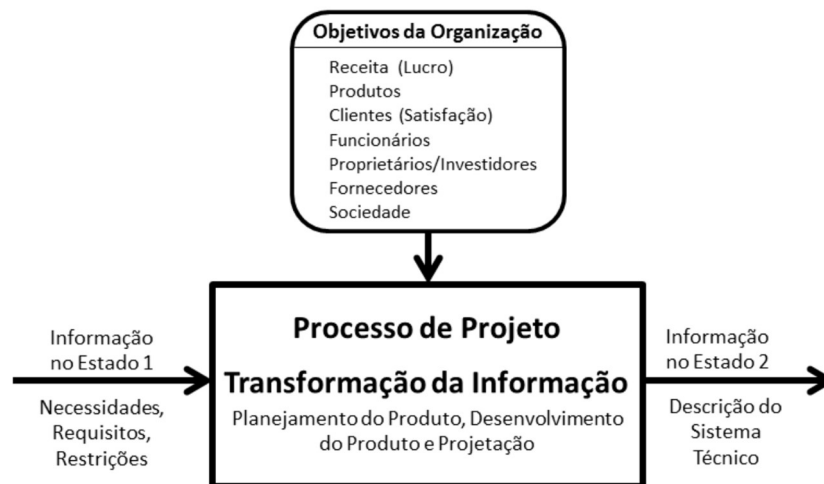 Objetivos da Organização
Receita (Lucro)
Produtos
Clientes (Satisfação)
Funcionários
Proprietários/Investidores
Fornecedores
Sociedade
Informação
no Estado 1
Necessidades,
Requisitos,
Restrições
Processo de Projeto
Transformação da Informação
Planejamento do Produto, Desenvolvimento
do Produto e Projetação
Informação
no Estado 2
Descrição do
Sistema
Técnico